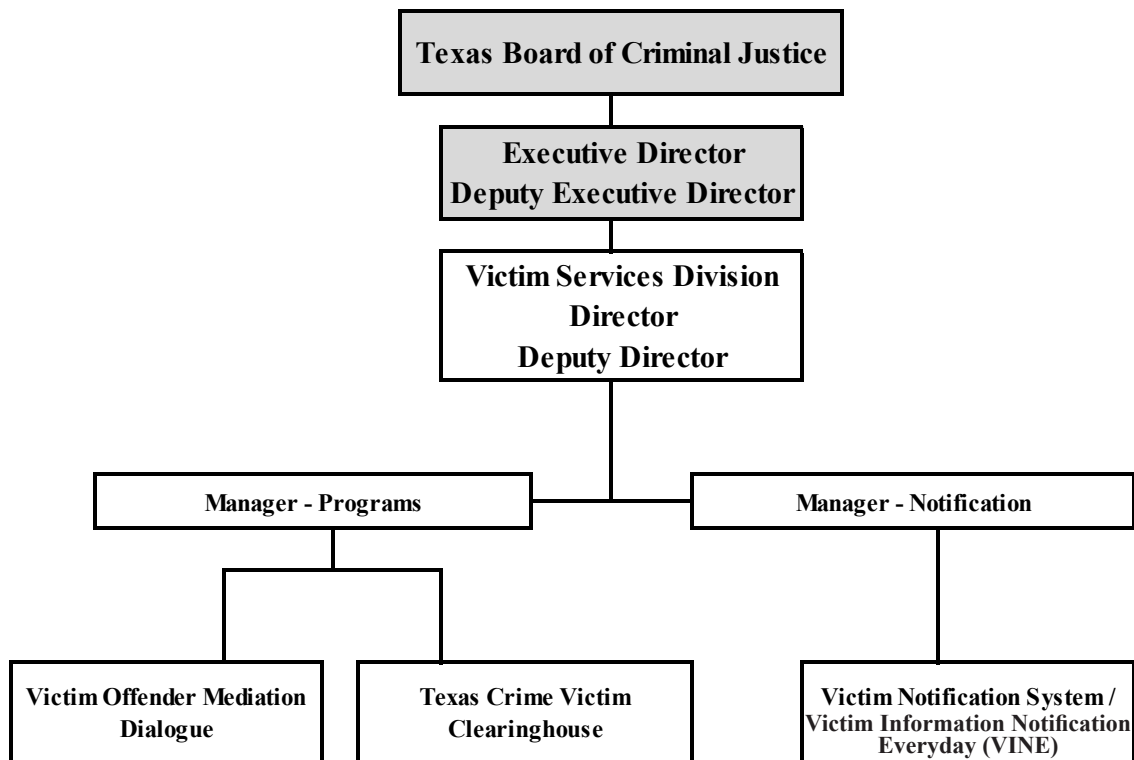 Texas Board of Criminal Justice
Executive Director
Deputy Executive Director
Victim Services Division
Director
Deputy Director
Manager - Programs
Manager - Notification
Victim Offender Mediation
Dialogue
Texas Crime Victim
Clearinghouse
Victim Notification System /
Victim Information Notification
Everyday (VINE)